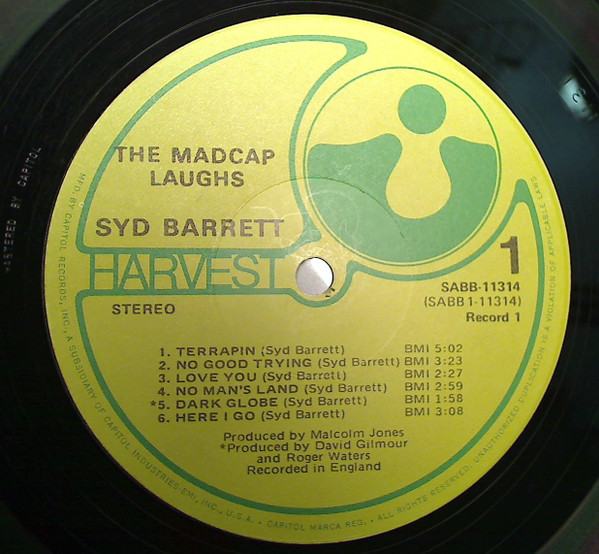 THE MADCAP
LAUGHS
SYD BARRETT
HARVEST
1
STEREO
SABB-11314
(SABB 1-11314)
Record 1
1. TERRAPIN (Syd Barrett) BMI 5:02
2. NO GOOD TRYING (Syd Barrett) BMI 3:23
3. LOVE YOU (Syd Barrett) BMI 2:27
4. NO MAN'S LAND (Syd Barrett) BMI 2:59
*5. DARK GLOBE (Syd Barrett) BMI 1:58
6. HERE I GO (Syd Barrett) BMI 3:08
Produced by Malcolm Jones
*Produced by David Gilmour
and Roger Waters
Recorded in England
MFD. BY CAPITOL RECORDS, INC., A SUBSIDIARY OF CAPITOL INDUSTRIES-EMI, INC., U.S.A. • CAPITOL MARCA REG. • ALL RIGHTS RESERVED. UNAUTHORIZED DUPLICATION IS A VIOLATION OF APPLICABLE LAWS
MASTERED BY CAPITOL